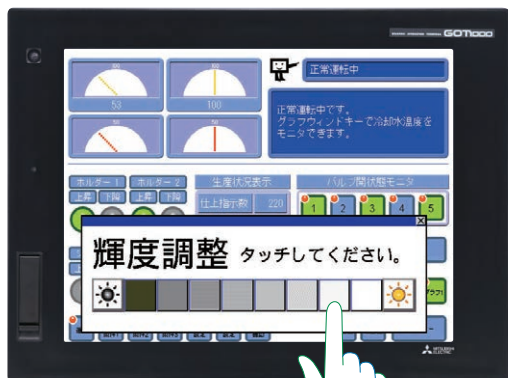 GOT1000
50
50
正常運転中
53
100
正常運転中です。
グラフウィンドキーで冷却水温度を
モニタできます。
ホルダー1
ホルダー2
生産状況表示
バルブ開状態モニタ
上昇
下降
上昇
下降
仕上指示数
220
1
2
3
4
5
輝度調整 タッチしてください。
MITSUBISHI
ELECTRIC